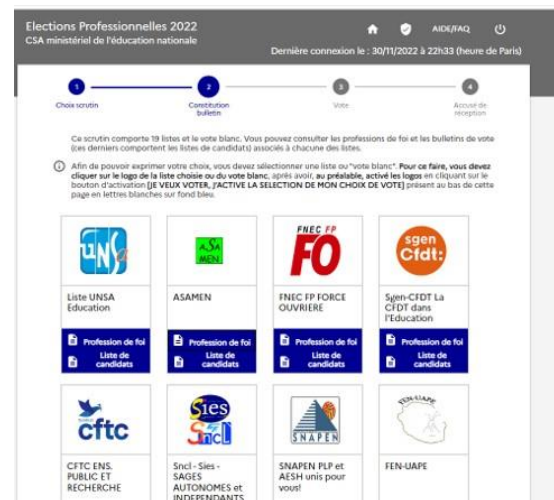 Elections Professionnelles 2022
CSA ministériel de l'éducation nationale
AIDE/FAQ
Dernière connexion le : 30/11/2022 à 22h33 (heure de Paris)
1
2
3
4
Choix scrutin
Constitution bulletin
Vote
Accusé de réception
Ce scrutin comporte 19 listes et le vote blanc. Vous pouvez consulter les professions de foi et les bulletins de vote
(ces derniers comportent les listes de candidats) associés à chacune des listes.
Afin de pouvoir exprimer votre choix, vous devez sélectionner une liste ou "vote blanc". Pour ce faire, vous devez
cliquer sur le logo de la liste choisie ou du vote blanc, après avoir, au préalable, activé les logos en cliquant sur le
bouton d'activation [JE VEUX VOTER, J'ACTIVE LA SELECTION DE MON CHOIX DE VOTE] présent au bas de cette
page en lettres blanches sur fond bleu.
UNSa
ASA
MEN
FNEC FP
FO
sgen
Cfdt:
Liste UNSA
Education
ASAMEN
FNEC FP FORCE
OUVRIERE
Sgen-CFDT La
CFDT dans
l'Education
Profession de foi
Liste de
candidats
Profession de foi
Liste de
candidats
Profession de foi
Liste de
candidats
Profession de foi
Liste de
candidats
cftc
Sies
Sncl
SNAPEN
FEN-UAPE
CFTC ENS.
PUBLIC ET
RECHERCHE
Sncl - Sies -
SAGES
AUTONOMES et
INDEPENDANTS
SNAPEN PLP et
AESH unis pour
vous!
FEN-UAPE